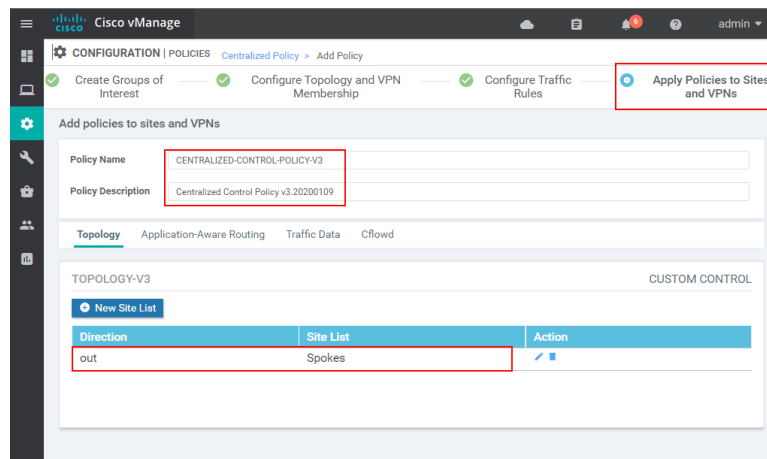 cisco Cisco vManage
6 admin
CONFIGURATION | POLICIES Centralized Policy > Add Policy
Create Groups of Interest
Configure Topology and VPN Membership
Configure Traffic Rules
Apply Policies to Sites and VPNs
Add policies to sites and VPNs
Policy Name CENTRALIZED-CONTROL-POLICY-V3
Policy Description Centralized Control Policy v3.20200109
Topology Application-Aware Routing Traffic Data Cflowd
TOPOLOGY-V3 CUSTOM CONTROL
New Site List
Direction Site List Action
out Spokes